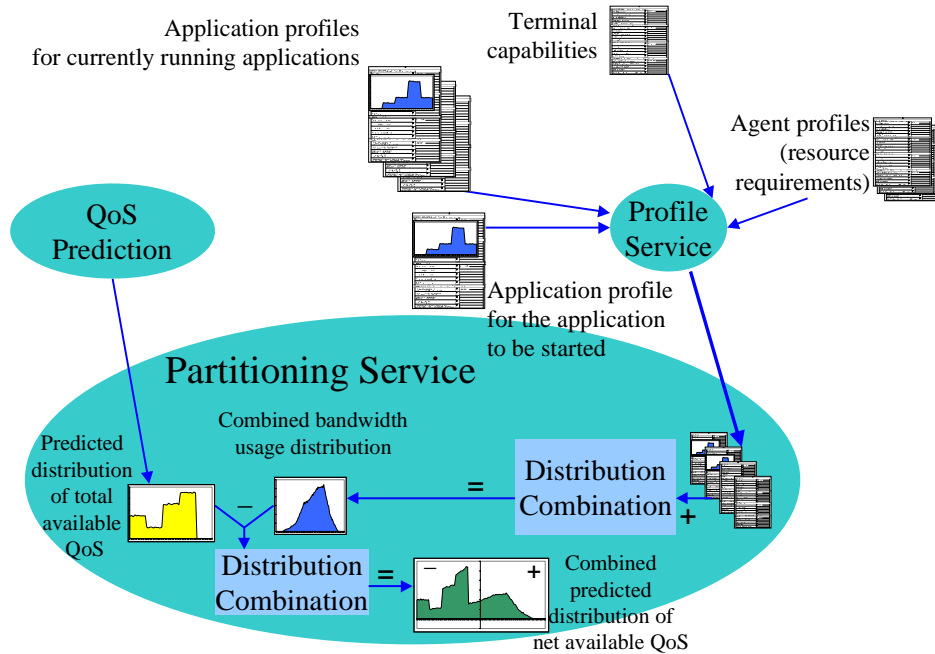 Application profiles
for currently running applications
Terminal
capabilities
Agent profiles
(resource
requirements)
QoS
Prediction
Profile
Service
Application profile
for the application
to be started
Partitioning Service
Combined bandwidth
usage distribution
Predicted
distribution
of total
available
QoS
−
=
Distribution
Combination
+
Distribution
Combination
=
− +
Combined
predicted
distribution of
net available QoS